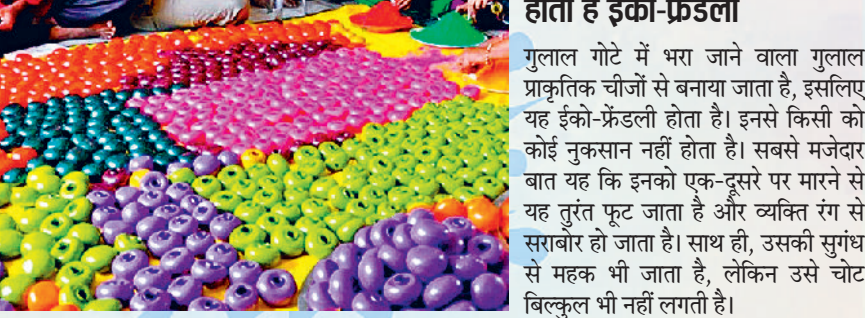 होता है ईको-फ्रेंडली
गुलाल गोटे में भरा जाने वाला गुलाल
प्राकृतिक चीजों से बनाया जाता है, इसलिए
यह ईको-फ्रेंडली होता है। इनसे किसी को
कोई नुकसान नहीं होता है। सबसे मजेदार
बात यह कि इनको एक-दूसरे पर मारने से
यह तुरंत फूट जाता है और व्यक्ति रंग से
सराबोर हो जाता है। साथ ही, उसकी सुगंध
से महक भी जाता है, लेकिन उसे चोट
बिल्कुल भी नहीं लगती है।